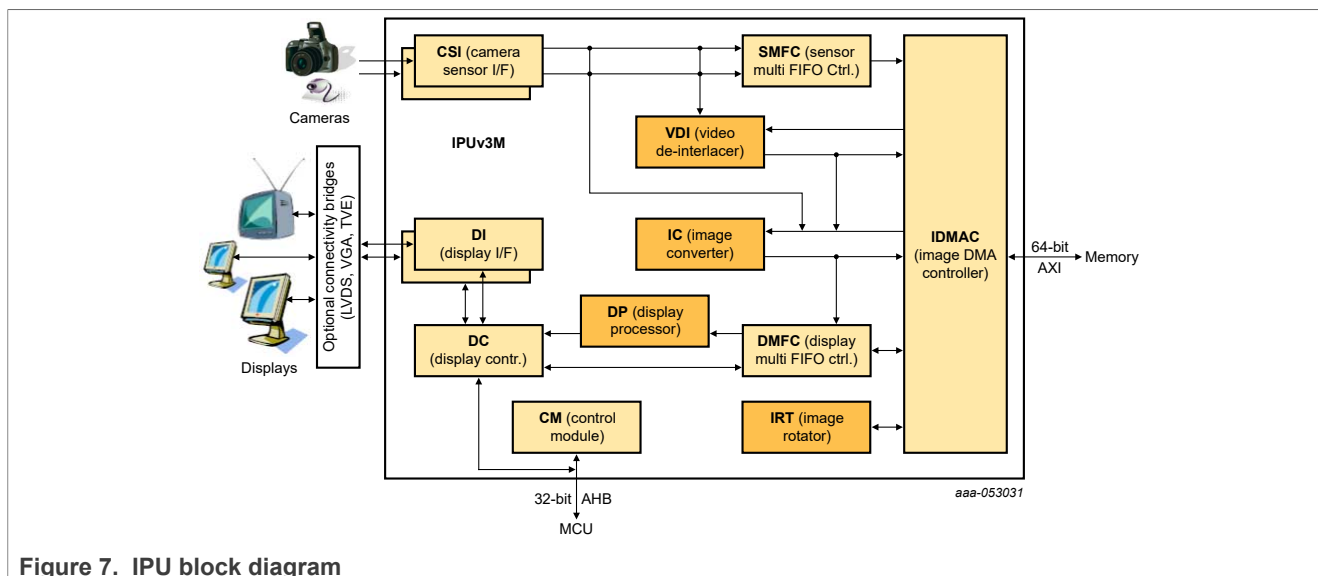 CSI (camera
sensor I/F)
SMFC (sensor
multi FIFO Ctrl.)
Cameras
IPUv3M
VDI (video
de-interlacer)
Optional connectivity bridges
(LVDS, VGA, TVE)
DI
(display I/F)
IC (image
converter)
IDMAC
(image DMA
controller)
64-bit
AXI
Memory
DP (display
processor)
DC
(display contr.)
DMFC (display
multi FIFO ctrl.)
Displays
CM (control
module)
IRT (image
rotator)
aaa-053031
32-bit AHB
MCU
Figure 7. IPU block diagram